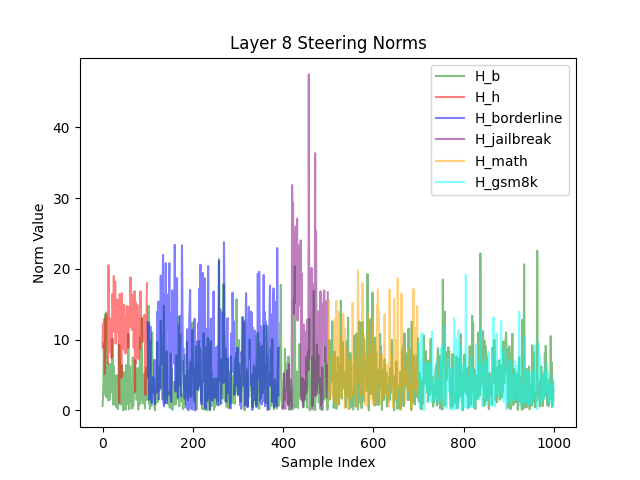 Layer 8 Steering Norms
H_b
H_h
H_borderline
H_jailbreak
H_math
H_gsm8k
Norm Value
40
30
20
10
0
0 200 400 600 800 1000
Sample Index